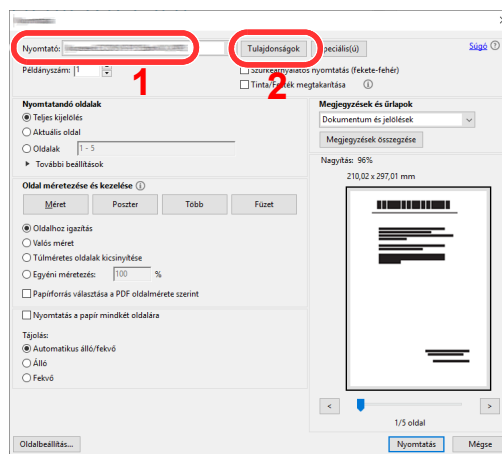 Nyomtató:
Tulajdonságok
Speciális(ú)
Súgó
Példányszám: 1
Szürkeárnyalatos nyomtatás (fekete-fehér)
Tinta/Festék megtakarítása
1
2
Nyomtatandó oldalak
Teljes kijelölés
Aktuális oldal
Oldalak 1 - 5
További beállítások
Oldal méretezése és kezelése
Méret Poszter Több Füzet
Oldalhoz igazítás
Valós méret
Túlméretes oldalak kicsinyítése
Egyéni méretezés: 100 %
Papírforrás választása a PDF oldalmérete szerint
Nyomtatás a papír mindkét oldalára
Tájolás:
Automatikus álló/fekvő
Álló
Fekvő
Megjegyzések és űrlapok
Dokumentum és jelölések
Megjegyzések összegzése
Nagyítás: 96%
210,02 x 297,01 mm
< >
1/5 oldal
Oldalbeállítás...
Nyomtatás Mégse